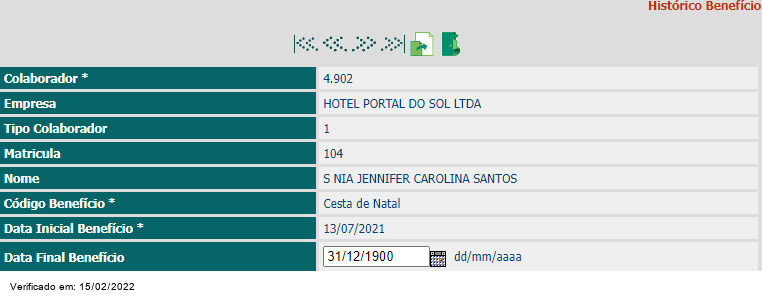 Histórico Benefício
Colaborador * 4.902
Empresa HOTEL PORTAL DO SOL LTDA
Tipo Colaborador 1
Matricula 104
Nome S NIA JENNIFER CAROLINA SANTOS
Código Benefício * Cesta de Natal
Data Inicial Benefício * 13/07/2021
Data Final Benefício 31/12/1900 dd/mm/aaaa
Verificado em: 15/02/2022